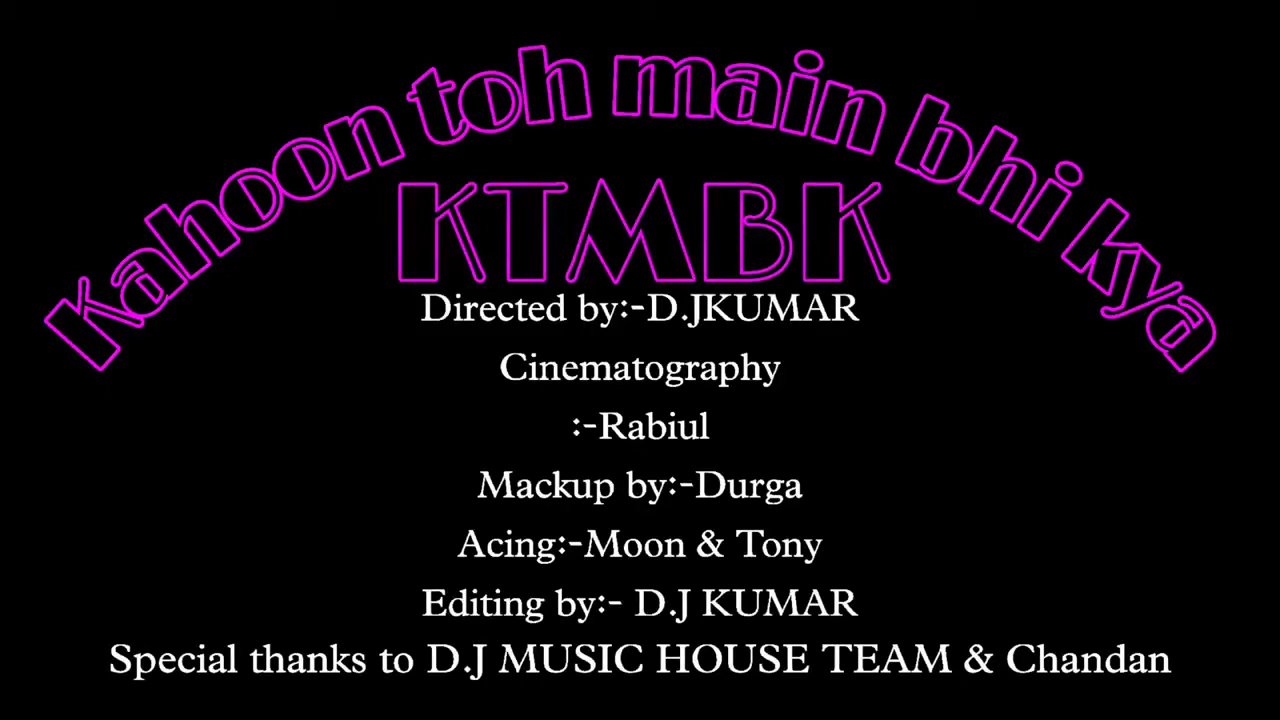 Kahoon toh main bhi kya
KTMBK
Directed by:-D.JKUMAR
Cinematography
:-Rabiul
Mackup by:-Durga
Acing:-Moon & Tony
Editing by:- D.J KUMAR
Special thanks to D.J MUSIC HOUSE TEAM & Chandan